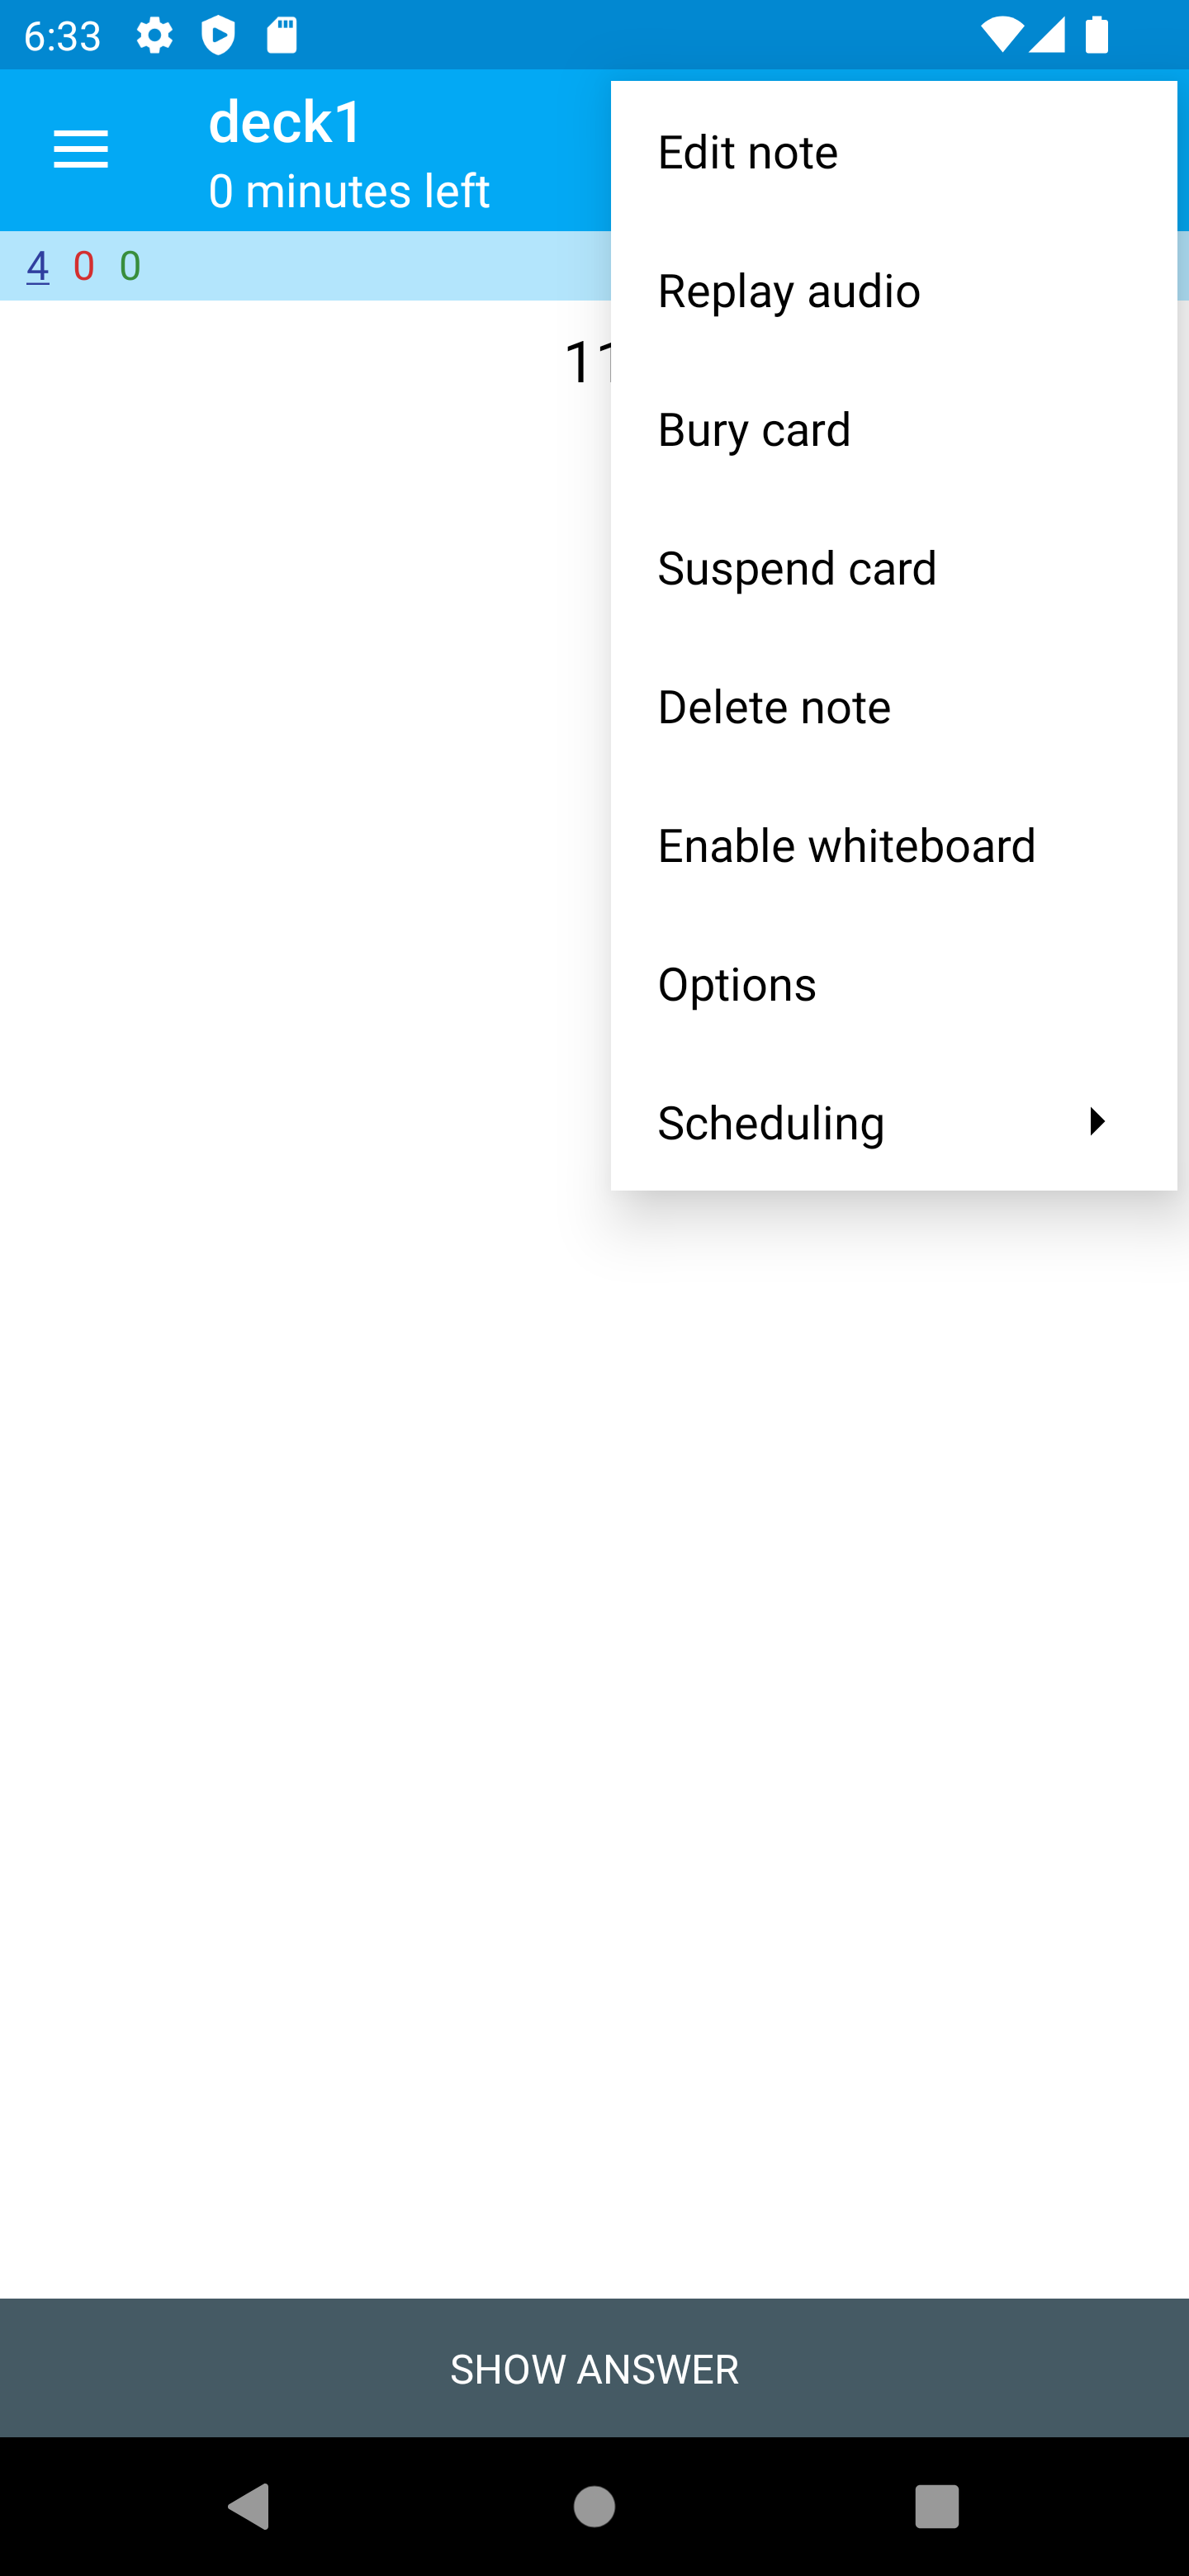 6:33
deck1
0 minutes left
4 0 0
Edit note
Replay audio
Bury card
Suspend card
Delete note
Enable whiteboard
Options
Scheduling
SHOW ANSWER